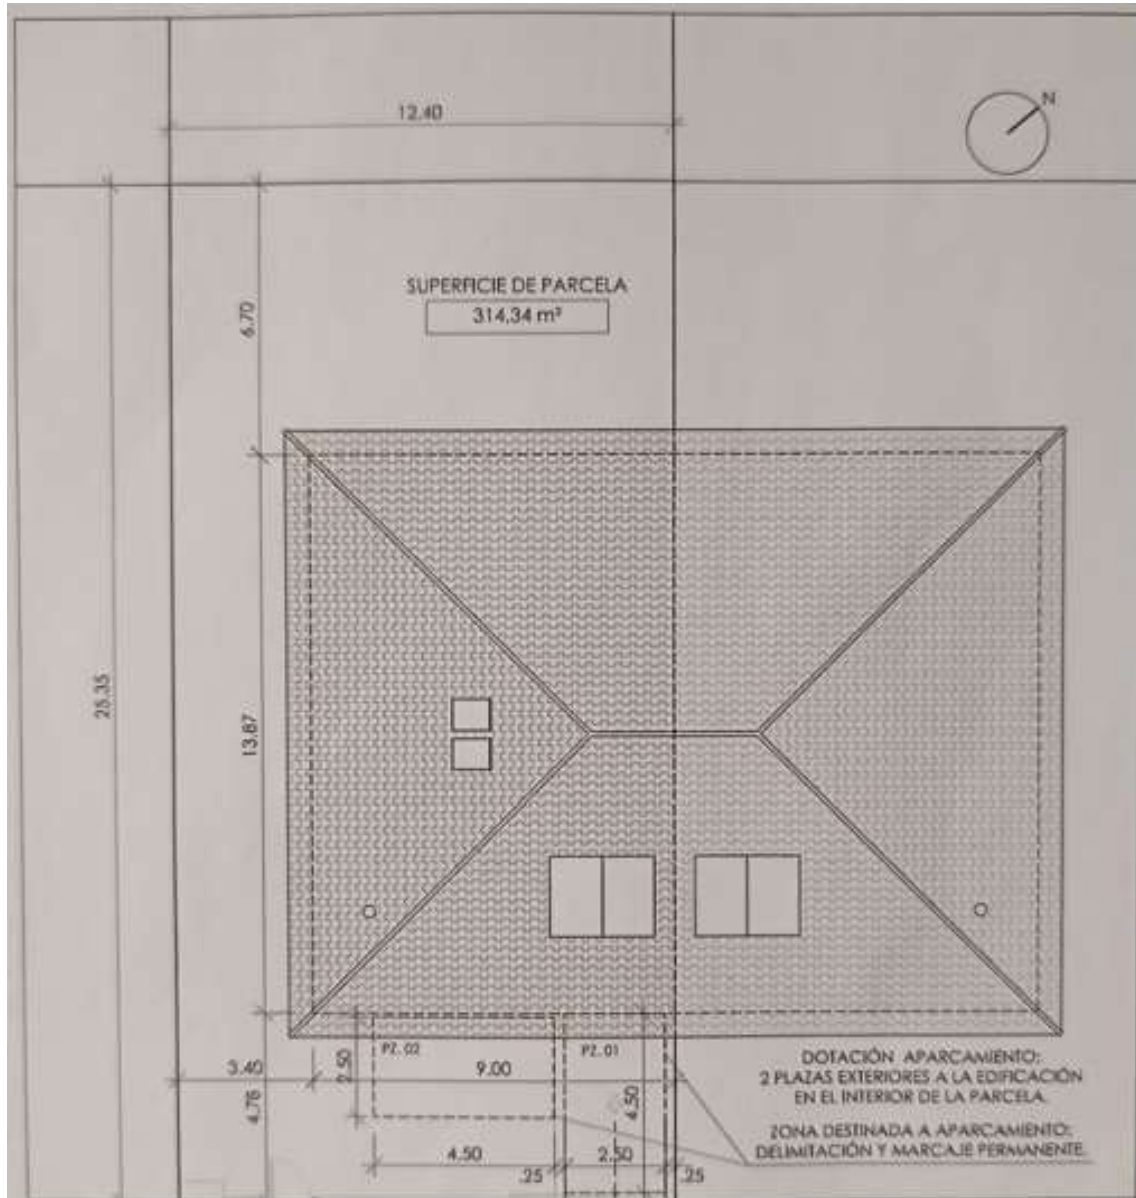 12.40
N
SUPERFICIE DE PARCELA
314,34 m²
6.70
25.35
13.87
PZ. 02
PZ. 01
2.50
3.40
9.00
4.50
4.76
4.50
.25
2.50
.25
DOTACIÓN APARCAMIENTO:
2 PLAZAS EXTERIORES A LA EDIFICACIÓN
EN EL INTERIOR DE LA PARCELA.
ZONA DESTINADA A APARCAMIENTO:
DELIMITACIÓN Y MARCAJE PERMANENTE.